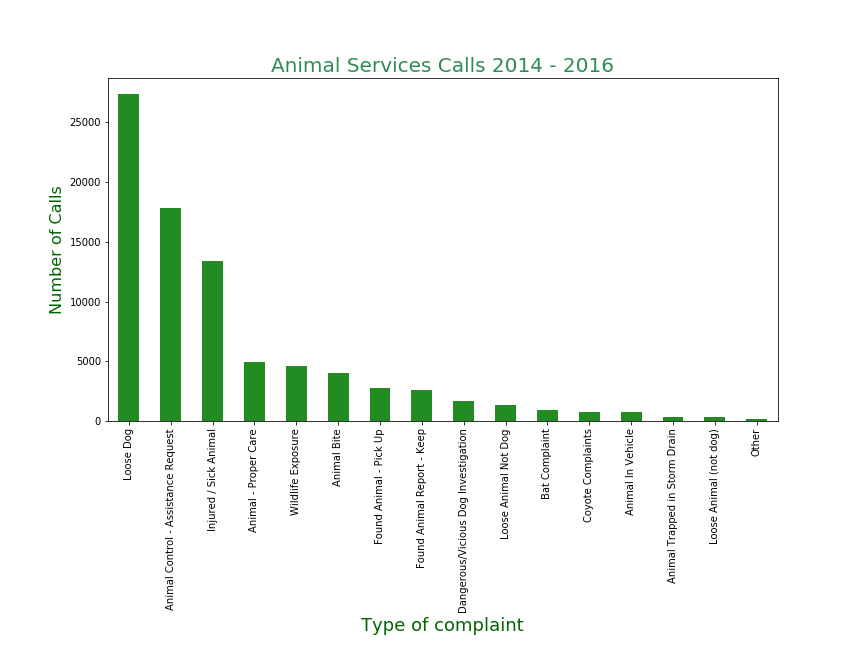 Animal Services Calls 2014 - 2016
Number of Calls
25000
20000
15000
10000
5000
0
Loose Dog
Animal Control - Assistance Request
Injured / Sick Animal
Animal - Proper Care
Wildlife Exposure
Animal Bite
Found Animal - Pick Up
Found Animal Report - Keep
Dangerous/Vicious Dog Investigation
Loose Animal Not Dog
Bat Complaint
Coyote Complaints
Animal In Vehicle
Animal Trapped in Storm Drain
Loose Animal (not dog)
Other
Type of complaint